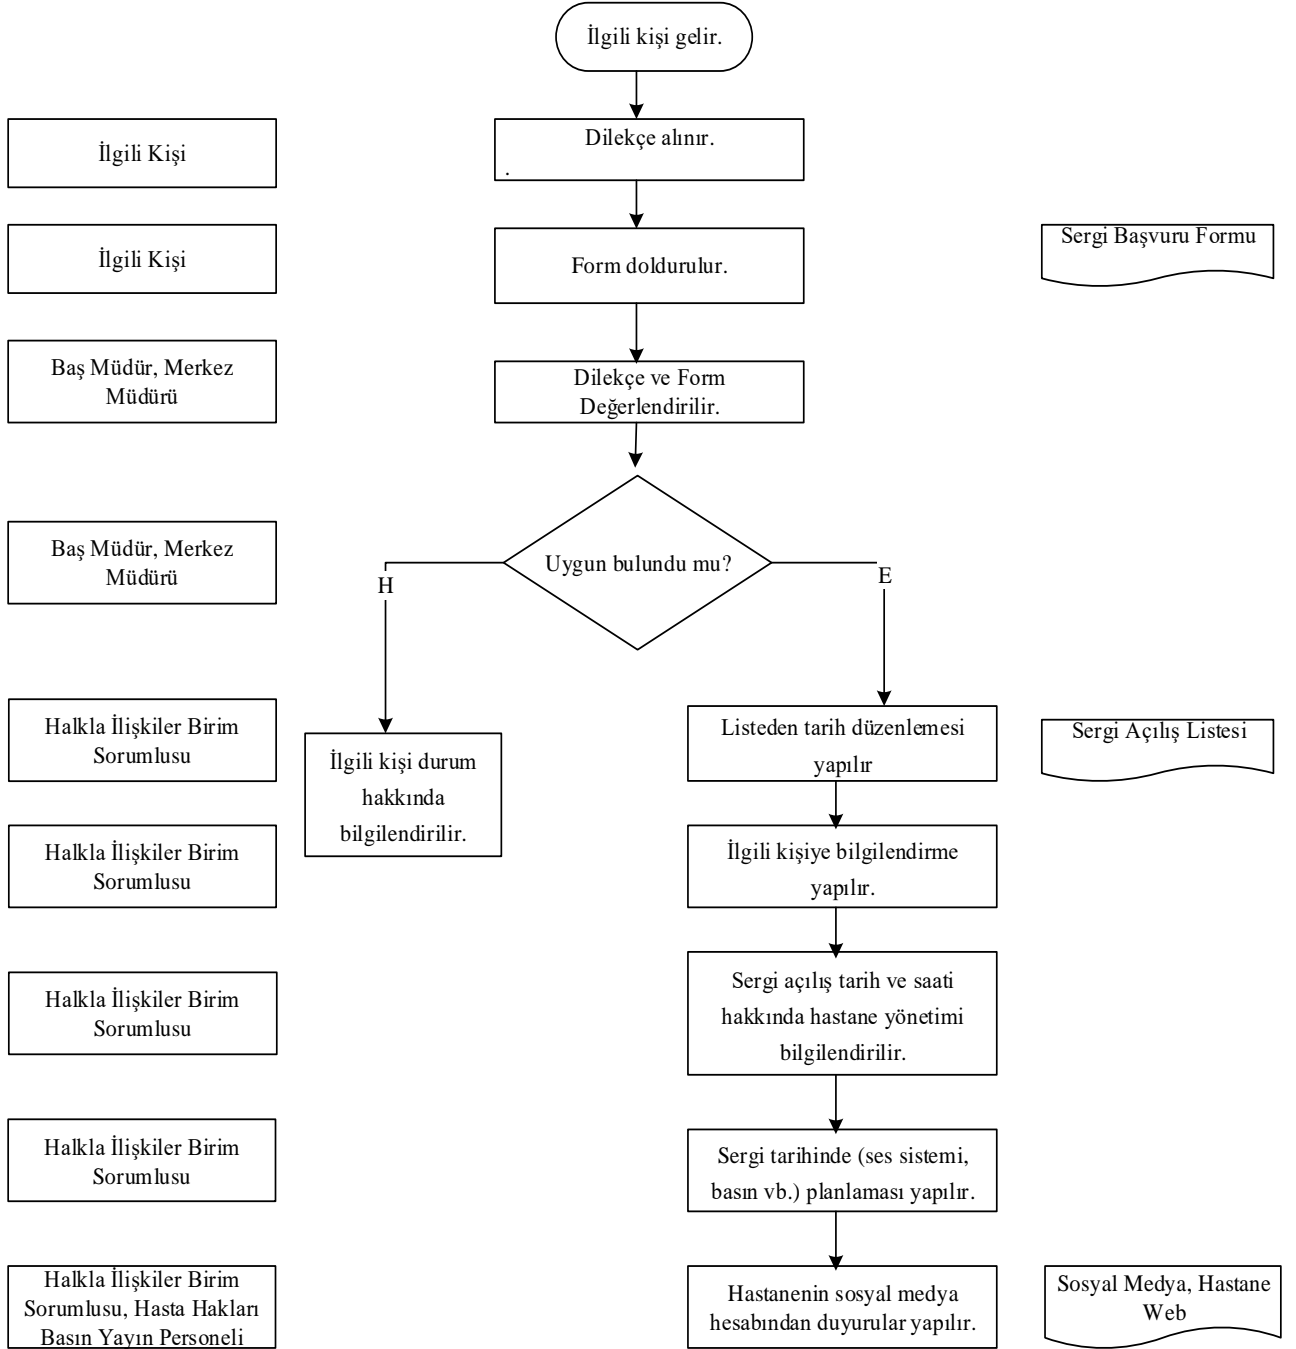 İlgili kişi gelir.
İlgili Kişi
Dilekçe alınır.
.
İlgili Kişi
Form doldurulur.
Sergi Başvuru Formu
Baş Müdür, Merkez
Müdürü
Dilekçe ve Form
Değerlendirilir.
Baş Müdür, Merkez
Müdürü
Uygun bulundu mu?
H
E
Halkla İlişkiler Birim
Sorumlusu
İlgili kişi durum
hakkında
bilgilendirilir.
Listeden tarih düzenlemesi
yapılır
Sergi Açılış Listesi
Halkla İlişkiler Birim
Sorumlusu
İlgili kişiye bilgilendirme
yapılır.
Halkla İlişkiler Birim
Sorumlusu
Sergi açılış tarih ve saati
hakkında hastane yönetimi
bilgilendirilir.
Halkla İlişkiler Birim
Sorumlusu
Sergi tarihinde (ses sistemi,
basın vb.) planlaması yapılır.
Halkla İlişkiler Birim
Sorumlusu, Hasta Hakları
Basın Yayın Personeli
Hastanenin sosyal medya
hesabından duyurular yapılır.
Sosyal Medya, Hastane
Web